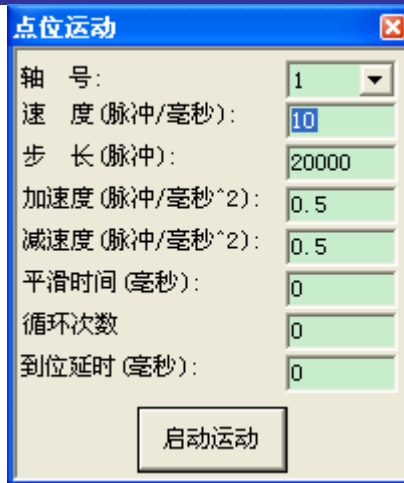 点位运动
轴 号: 1
速 度(脉冲/毫秒): 10
步 长(脉冲): 20000
加速度(脉冲/毫秒^2): 0.5
减速度(脉冲/毫秒^2): 0.5
平滑时间(毫秒): 0
循环次数 0
到位延时(毫秒): 0
启动运动